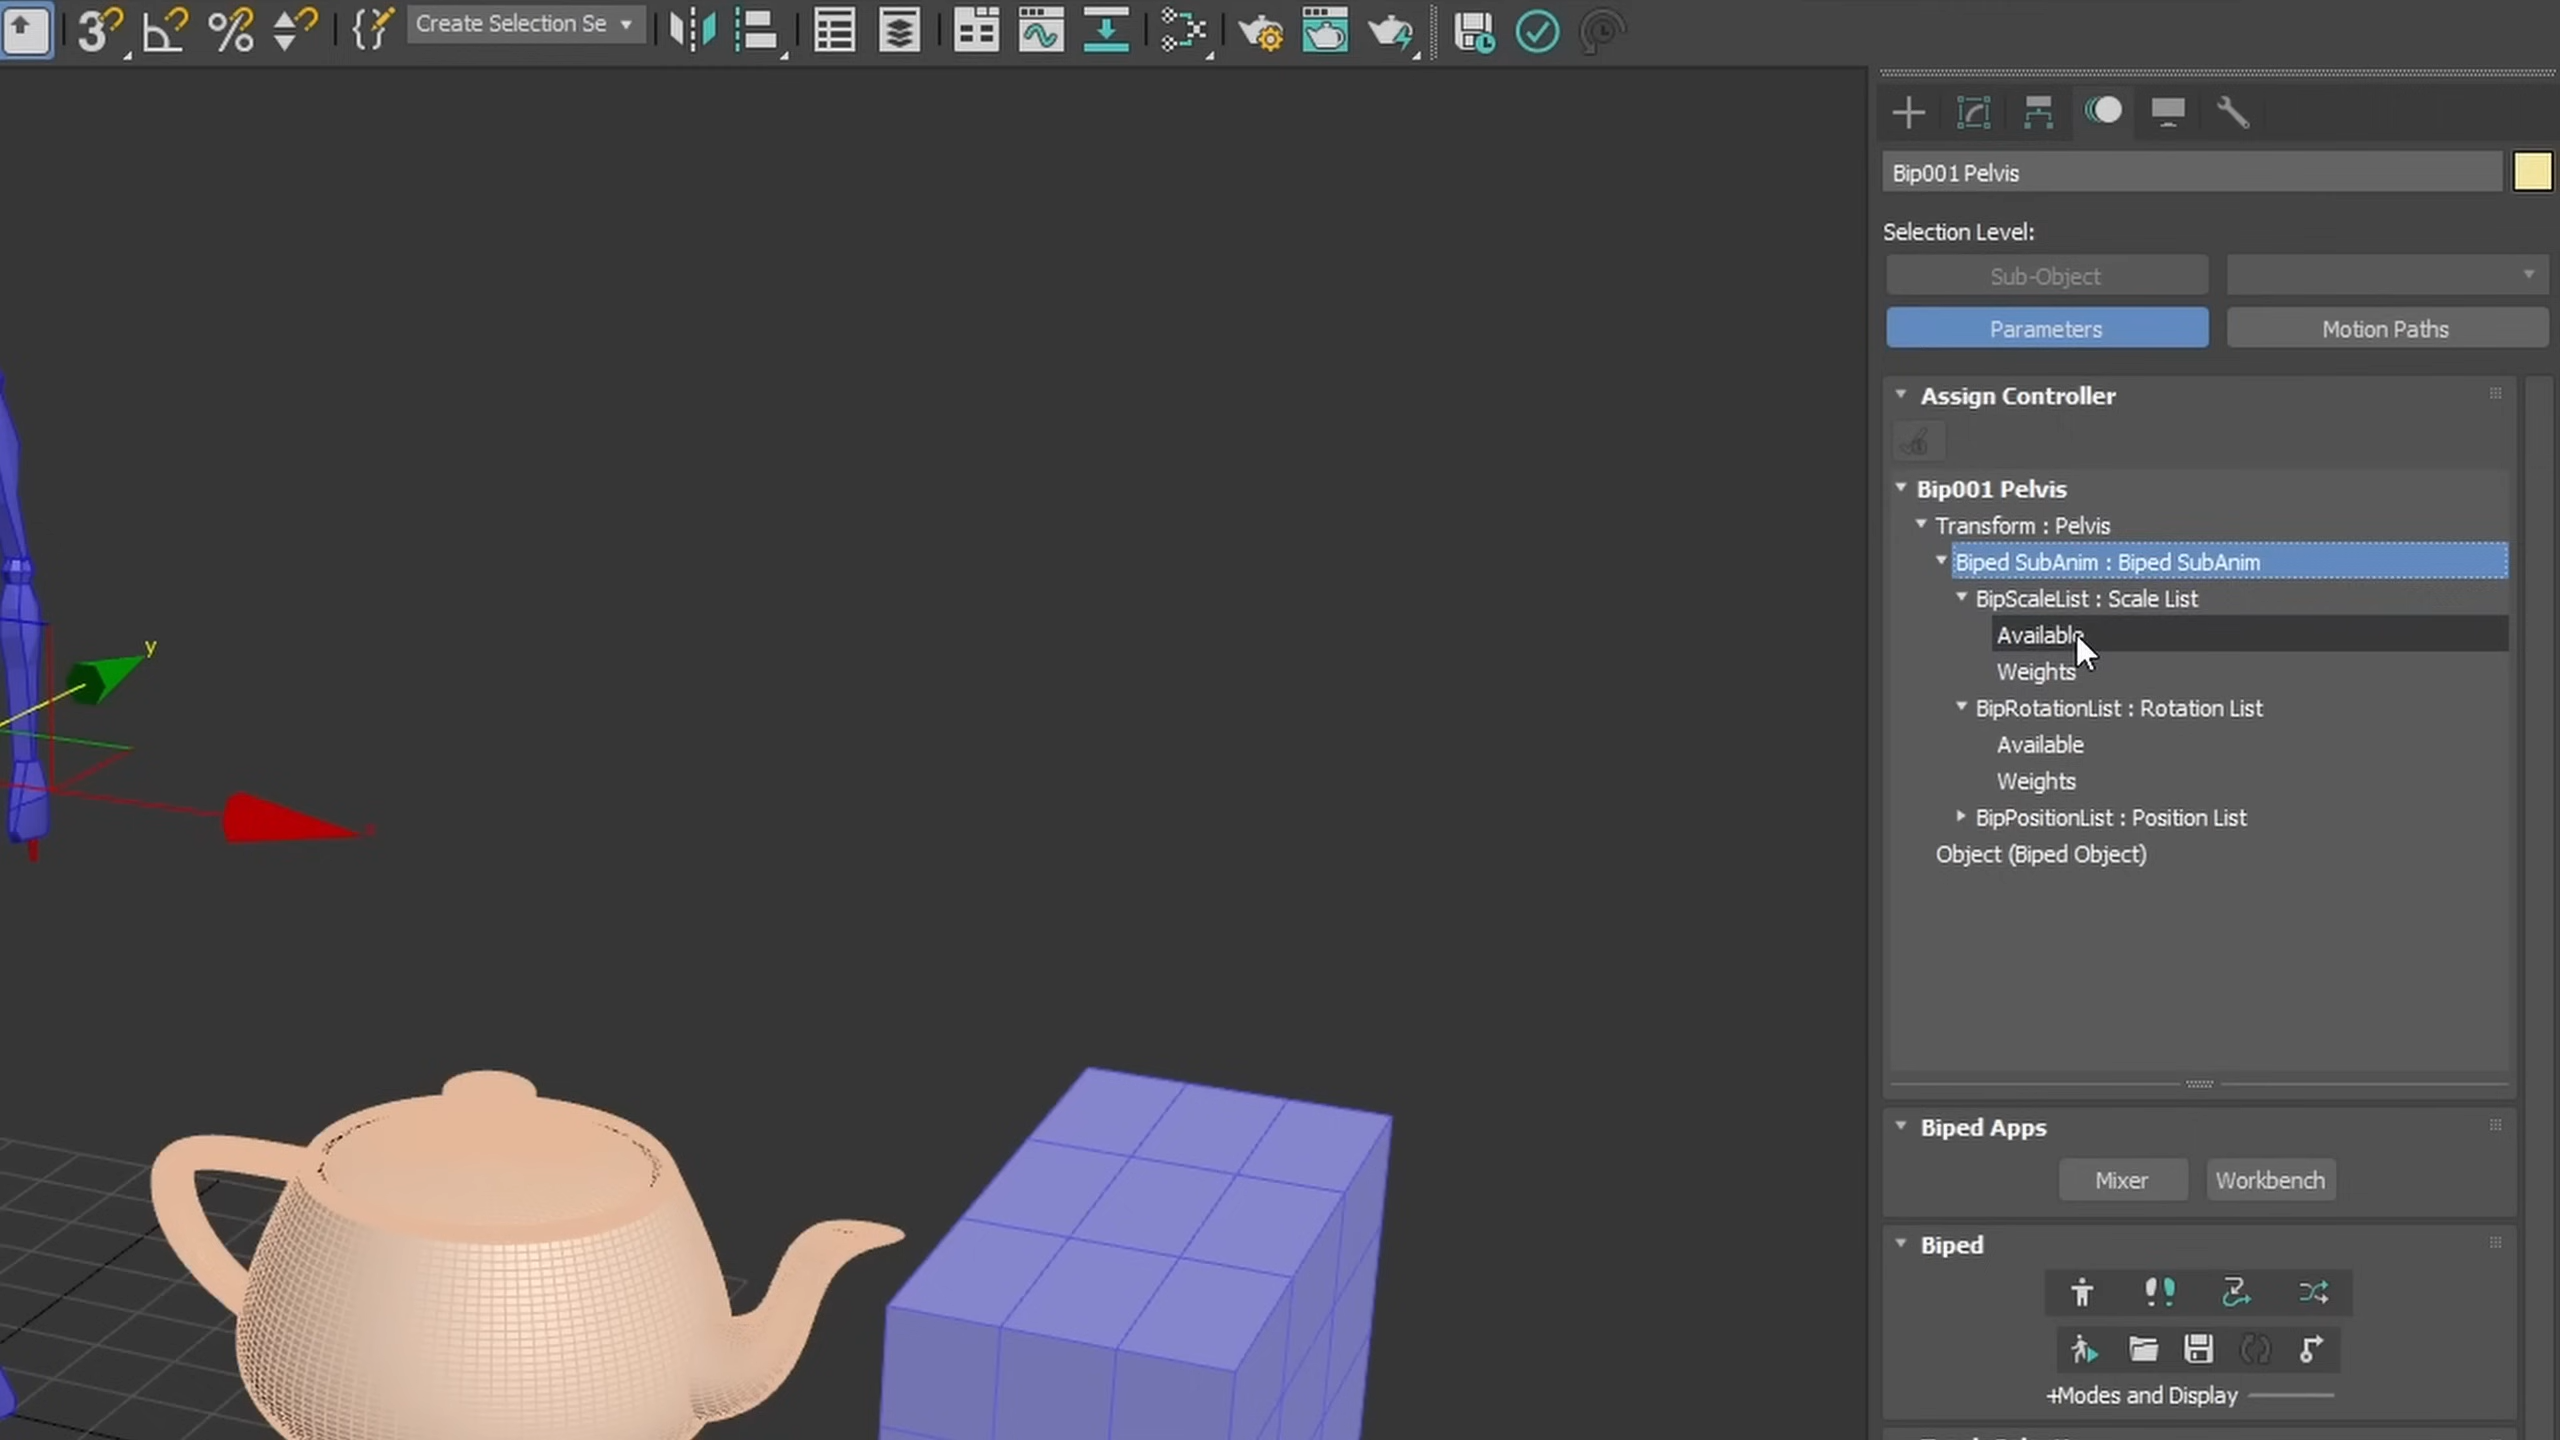 Create Selection Se
Bip001 Pelvis
Selection Level:
Sub-Object
Parameters
Motion Paths
Assign Controller
Bip001 Pelvis
Transform : Pelvis
Biped SubAnim : Biped SubAnim
BipScaleList : Scale List
Available
Weights
BipRotationList : Rotation List
Available
Weights
BipPositionList : Position List
Object (Biped Object)
Biped Apps
Mixer
Workbench
Biped
+Modes and Display
y
x